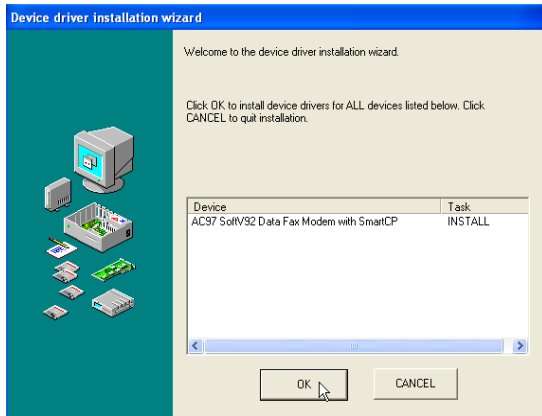 Device driver installation wizard
Welcome to the device driver installation wizard.
Click OK to install device drivers for ALL devices listed below. Click
CANCEL to quit installation.
Device Task
AC97 SoftV92 Data Fax Modem with SmartCP INSTALL
OK CANCEL